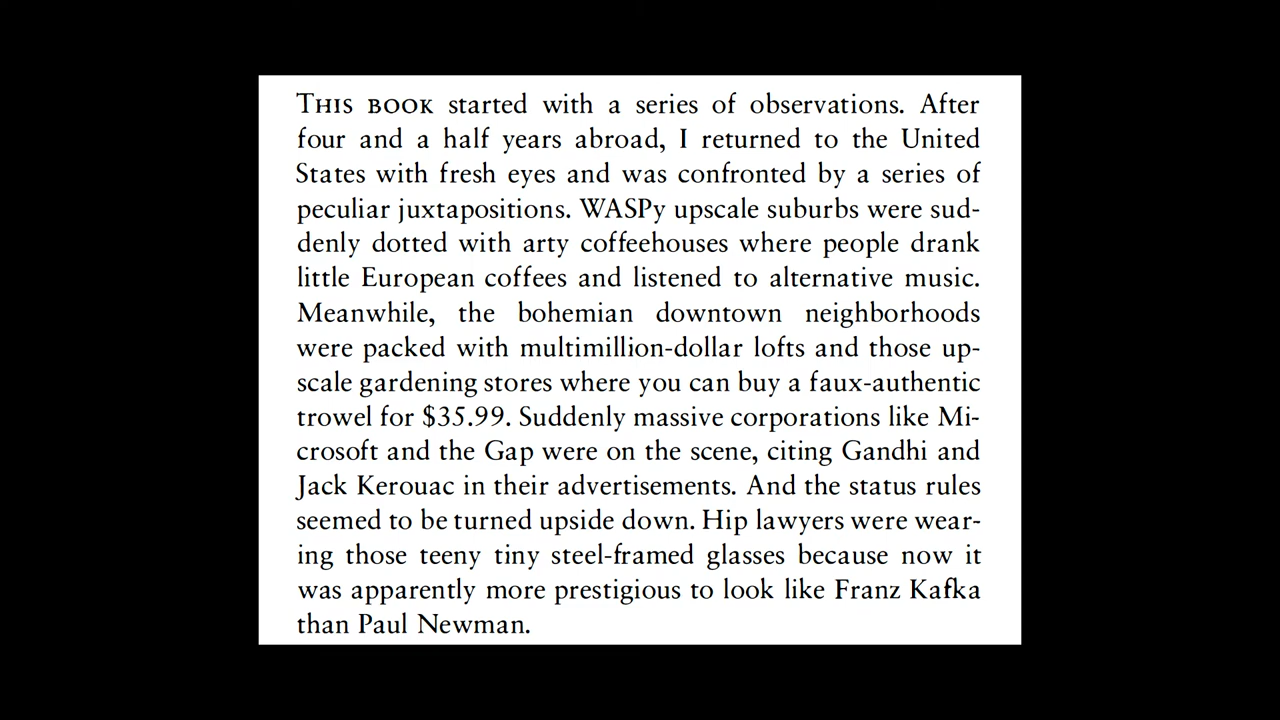 THIS BOOK started with a series of observations. After
four and a half years abroad, I returned to the United
States with fresh eyes and was confronted by a series of
peculiar juxtapositions. WASPy upscale suburbs were sud-
denly dotted with arty coffeehouses where people drank
little European coffees and listened to alternative music.
Meanwhile, the bohemian downtown neighborhoods
were packed with multimillion-dollar lofts and those up-
scale gardening stores where you can buy a faux-authentic
trowel for $35.99. Suddenly massive corporations like Mi-
crosoft and the Gap were on the scene, citing Gandhi and
Jack Kerouac in their advertisements. And the status rules
seemed to be turned upside down. Hip lawyers were wear-
ing those teeny tiny steel-framed glasses because now it
was apparently more prestigious to look like Franz Kafka
than Paul Newman.